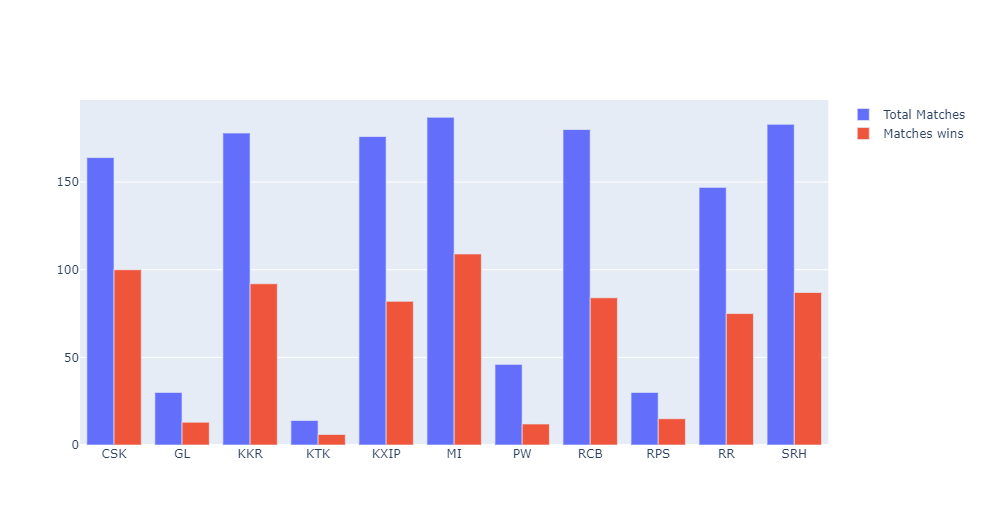 Total Matches
Matches wins
150
100
50
0
CSK GL KKR KTK KXIP MI PW RCB RPS RR SRH